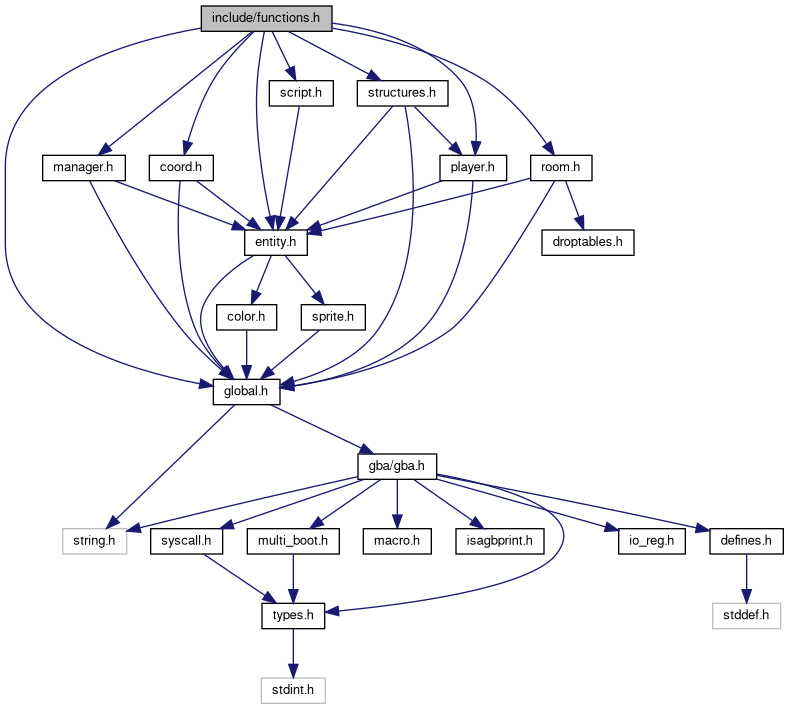 include/functions.h
script.h
structures.h
manager.h
coord.h
player.h
room.h
entity.h
droptables.h
color.h
sprite.h
global.h
gba/gba.h
string.h
syscall.h
multi_boot.h
macro.h
isagbprint.h
io_reg.h
defines.h
types.h
stddef.h
stdint.h